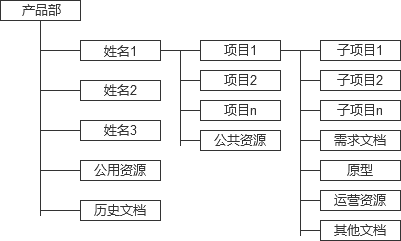 产品部
姓名1
项目1
子项目1
姓名2
项目2
子项目2
姓名3
项目n
子项目n
公共资源
需求文档
公用资源
原型
历史文档
运营资源
其他文档